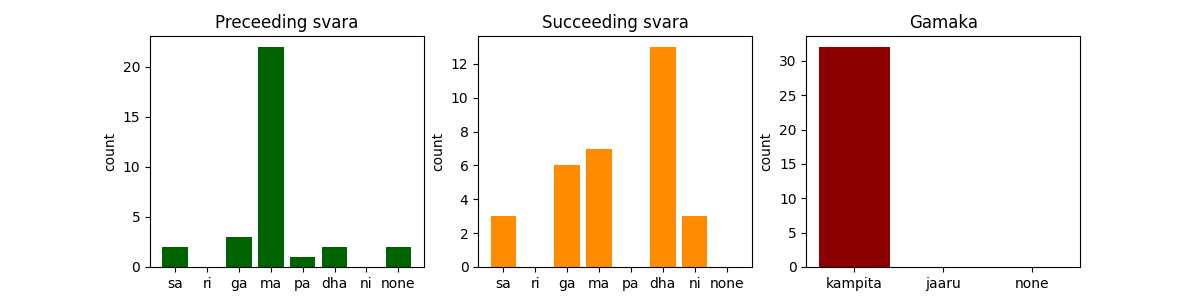 Preceeding svara
count
20
15
10
5
0
sa ri ga ma pa dha ni none
Succeeding svara
count
12
10
8
6
4
2
0
sa ri ga ma pa dha ni none
Gamaka
count
30
25
20
15
10
5
0
kampita jaaru none